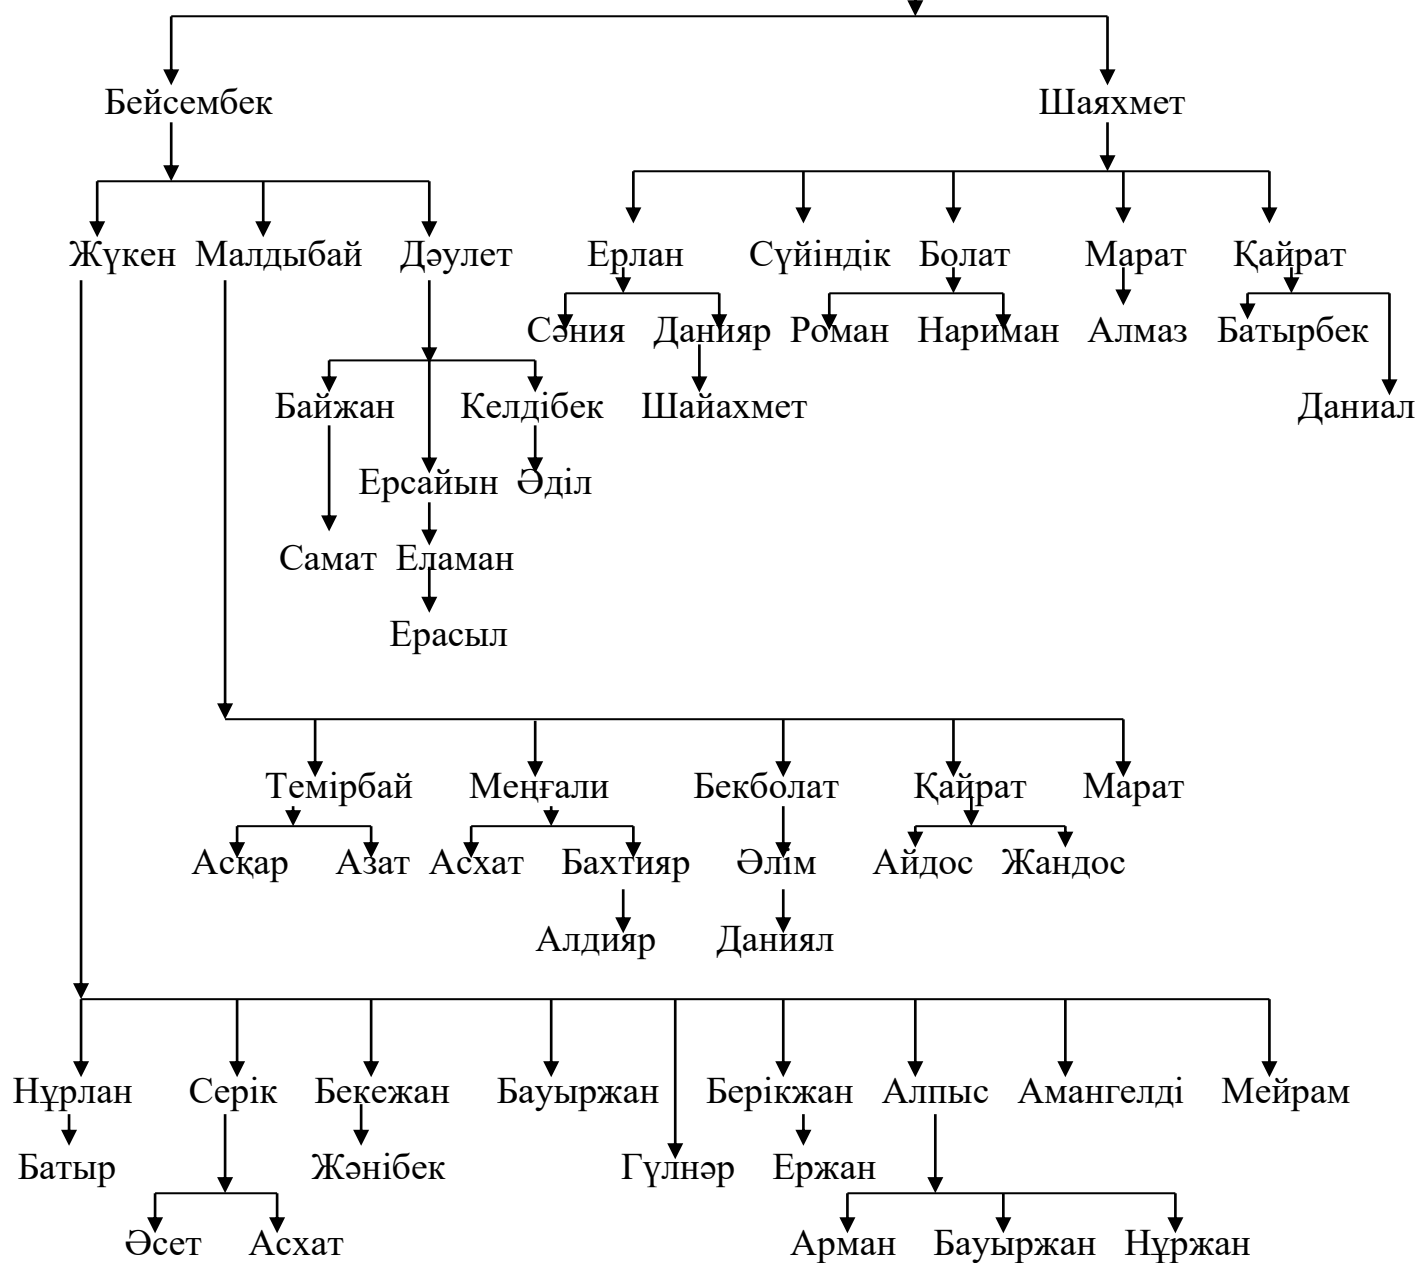 Бейсембек Шаяхмет
Жүкен Малдыбай Дәулет Ерлан Сүйіндік Болат Марат Қайрат
Сәния Данияр Роман Нариман Алмаз Батырбек
Байжан Келдібек Шайахмет Даниал
Ерсайын Әділ
Самат Еламан
Ерасыл
Темірбай Меңғали Бекболат Қайрат Марат
Асқар Азат Асхат Бахтияр Әлім Айдос Жандос
Алдияр Даниял
Нұрлан Серік Бекежан Бауыржан Берікжан Алпыс Амангелді Мейрам
Батыр Жәнібек Гүлнәр Ержан
Әсет Асхат Арман Бауыржан Нұржан